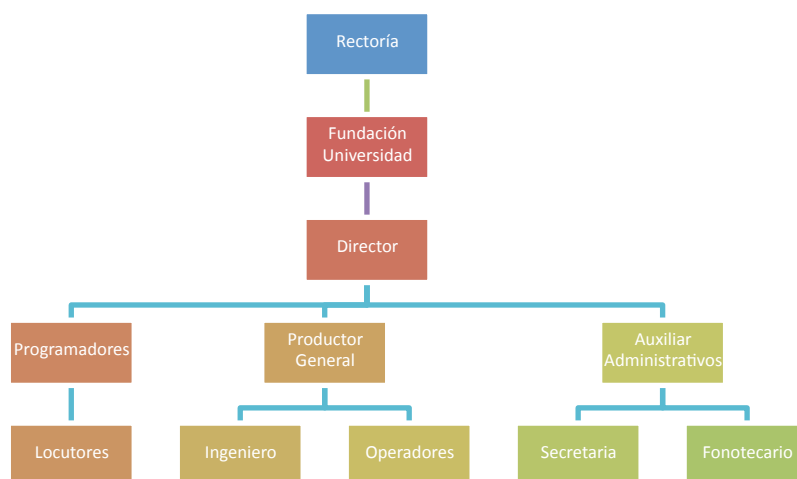 Rectoría
Fundación
Universidad
Director
Programadores
Productor
General
Auxiliar
Administrativos
Locutores
Ingeniero
Operadores
Secretaria
Fonotecario